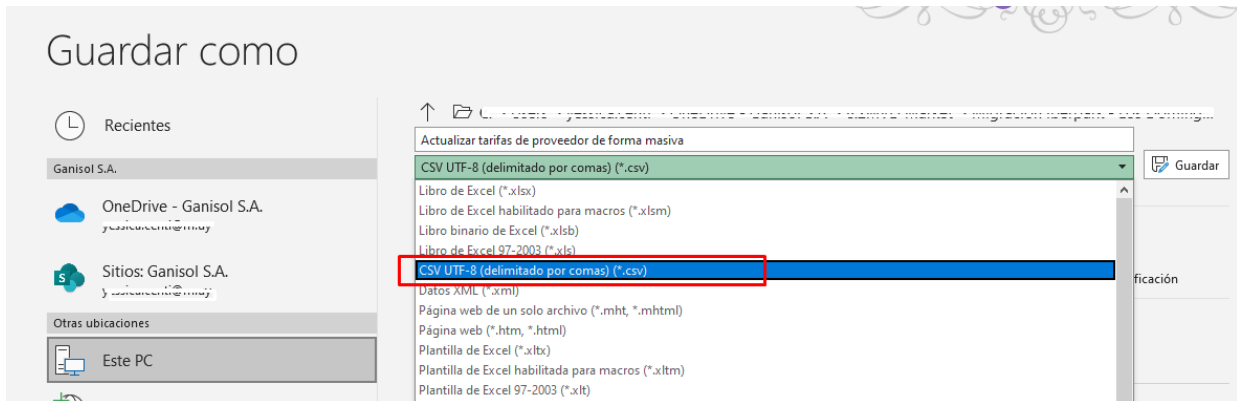 Guardar como
Recientes
Ganisol S.A.
OneDrive - Ganisol S.A.
Sitios: Ganisol S.A.
Otras ubicaciones
Este PC
Actualizar tarifas de proveedor de forma masiva
CSV UTF-8 (delimitado por comas) (*.csv)
Guardar
Libro de Excel (*.xlsx)
Libro de Excel habilitado para macros (*.xlsm)
Libro binario de Excel (*.xlsb)
Libro de Excel 97-2003 (*.xls)
CSV UTF-8 (delimitado por comas) (*.csv)
Datos XML (*.xml)
Página web de un solo archivo (*.mht, *.mhtml)
Página web (*.htm, *.html)
Plantilla de Excel (*.xltx)
Plantilla de Excel habilitada para macros (*.xltm)
Plantilla de Excel 97-2003 (*.xlt)
ficación